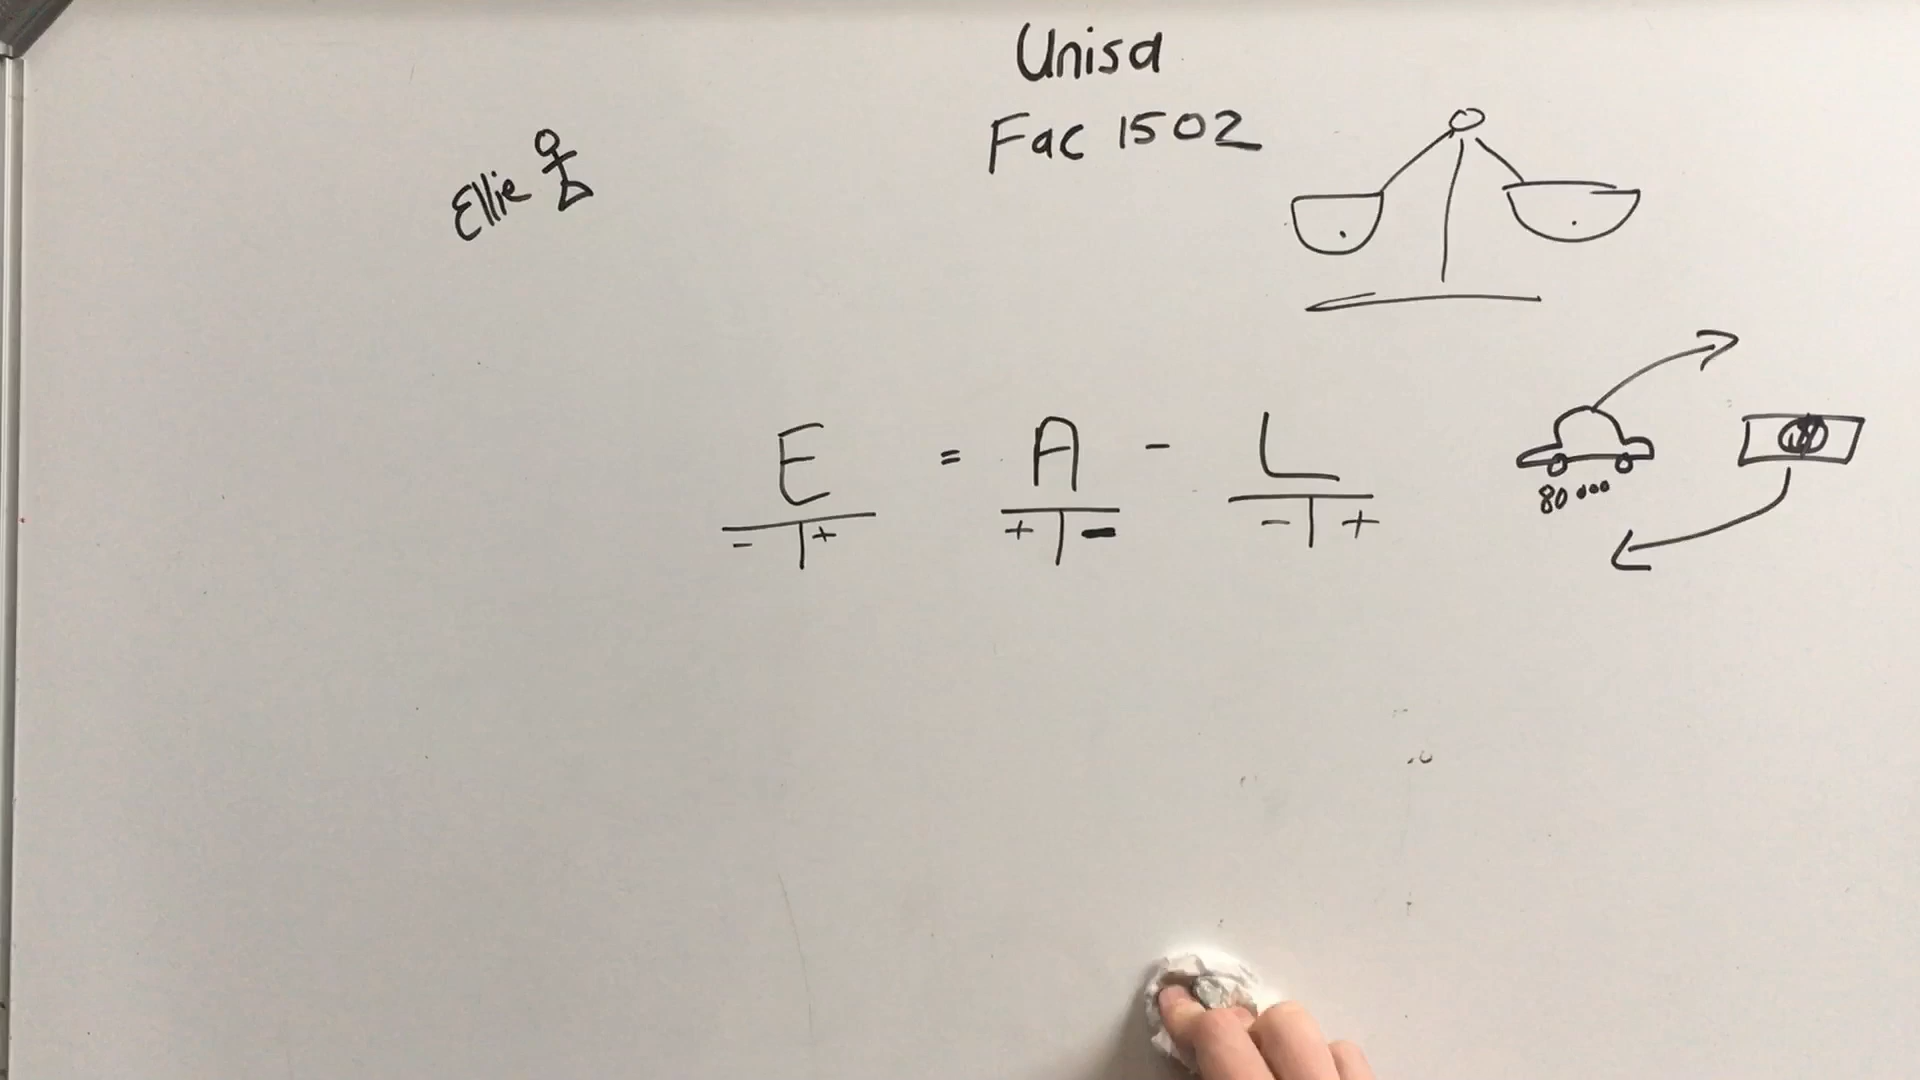 Unisa
Fac 1502
Ellie
E = A - L
- + + - - +
80 000